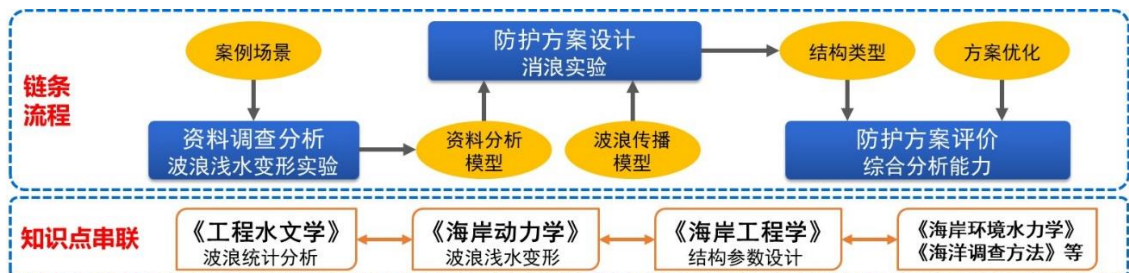 链条
流程
案例场景
资料调查分析
波浪浅水变形实验
资料分析
模型
防护方案设计
消浪实验
波浪传播
模型
结构类型
方案优化
防护方案评价
综合分析能力
知识点串联
《工程水文学》
波浪统计分析
《海岸动力学》
波浪浅水变形
《海岸工程学》
结构参数设计
《海岸环境水力学》
《海洋调查方法》等